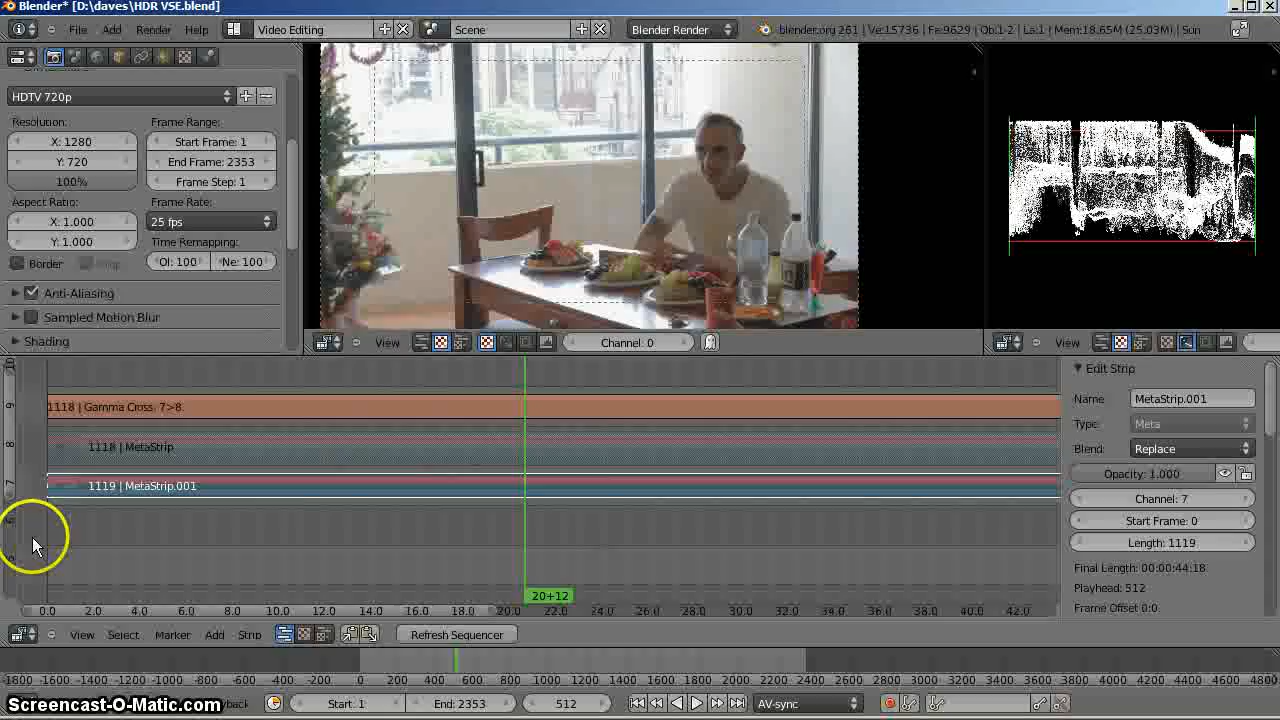 Blender* [D:\daves\HDR VSE.blend]
File Add Render Help Video Editing Scene Blender Render blender.org 261 | Ve:15736 | Fe:9629 | Ob:1-2 | La:1 | Mem:18.65M (25.03M) | Sun
HDTV 720p
Resolution: Frame Range:
X: 1280 Start Frame: 1
Y: 720 End Frame: 2353
100% Frame Step: 1
Aspect Ratio: Frame Rate:
X: 1.000 25 fps
Y: 1.000 Time Remapping:
Border Ol: 100 Ne: 100
Anti-Aliasing
Sampled Motion Blur
Shading
View Channel: 0 View
10
9 1118 | Gamma Cross: 7>8
8 1118 | MetaStrip
7 1119 | MetaStrip.001
Edit Strip
Name MetaStrip.001
Type: Meta
Blend: Replace
Opacity: 1.000
Channel: 7
Start Frame: 0
Length: 1119
Final Length: 00:00:44:18
Playhead: 512
Frame Offset 0:0
20+12
0.0 2.0 4.0 6.0 8.0 10.0 12.0 14.0 16.0 18.0 20.0 22.0 24.0 26.0 28.0 30.0 32.0 34.0 36.0 38.0 40.0 42.0
View Select Marker Add Strip Refresh Sequencer
-1800 -1600 -1400 -1200 -1000 -800 -600 -400 -200 0 200 400 600 800 1000 1200 1400 1600 1800 2000 2200 2400 2600 2800 3000 3200 3400 3600 3800 4000 4200 4400 4600 4800
Screencast-O-Matic.com Start: 1 End: 2353 512 AV-sync